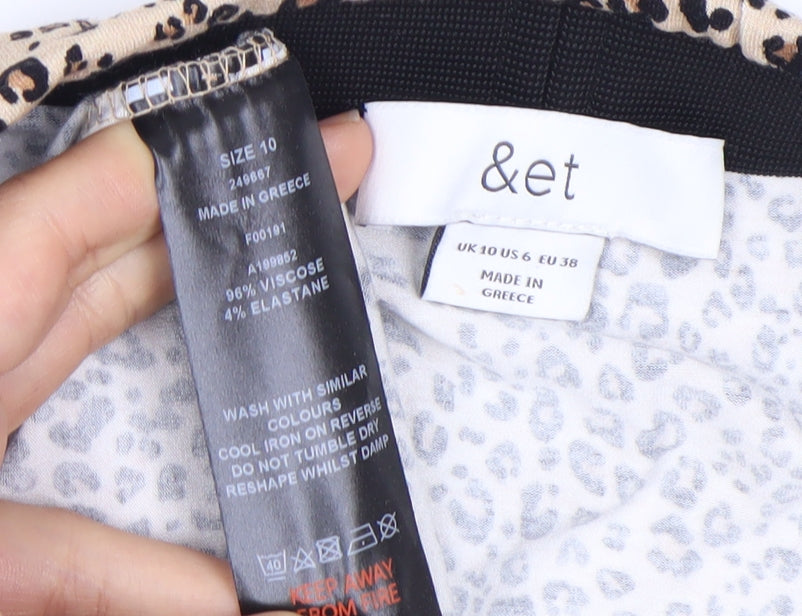 SIZE 10
249667
MADE IN GREECE
F00191
A199852
96% VISCOSE
4% ELASTANE
WASH WITH SIMILAR
COLOURS
COOL IRON ON REVERSE
DO NOT TUMBLE DRY
RESHAPE WHILST DAMP
40
KEEP AWAY
FROM FIRE
&et
UK 10 US 6 EU 38
MADE IN
GREECE